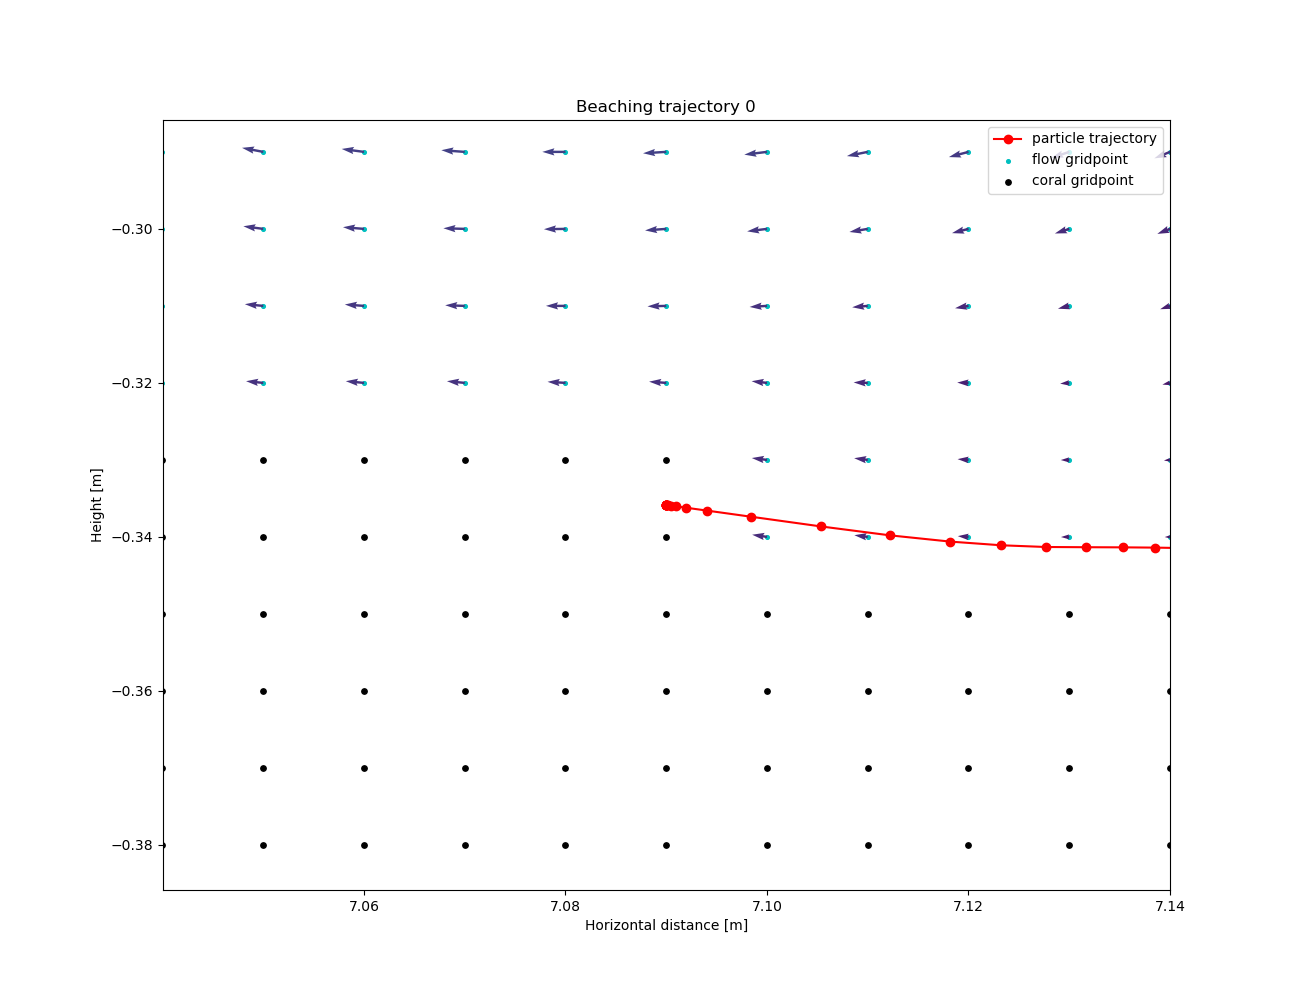 Beaching trajectory 0
particle trajectory
flow gridpoint
coral gridpoint
−0.30
−0.32
−0.34
−0.36
−0.38
Height [m]
7.06 7.08 7.10 7.12 7.14
Horizontal distance [m]